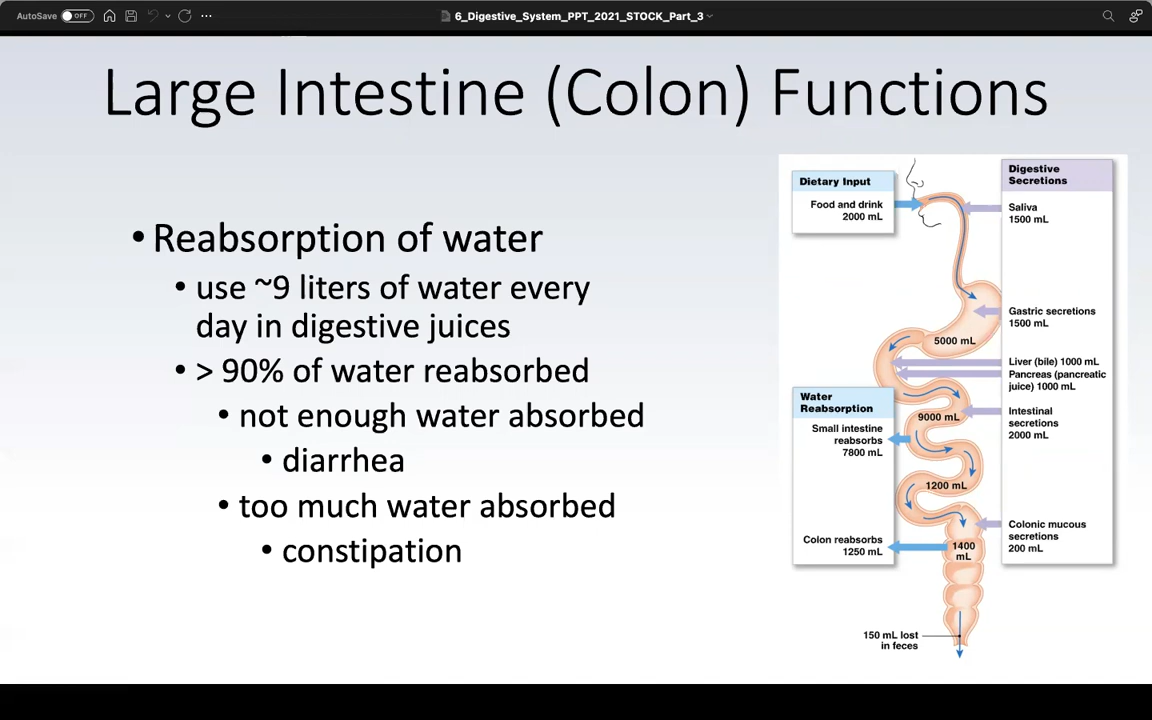 AutoSave OFF
6_Digestive_System_PPT_2021_STOCK_Part_3
Large Intestine (Colon) Functions
• Reabsorption of water
• use ~9 liters of water every
day in digestive juices
• > 90% of water reabsorbed
• not enough water absorbed
• diarrhea
• too much water absorbed
• constipation
Dietary Input
Food and drink
2000 mL
Digestive
Secretions
Saliva
1500 mL
Gastric secretions
1500 mL
5000 mL
Liver (bile) 1000 mL
Pancreas (pancreatic
juice) 1000 mL
Water
Reabsorption
9000 mL
Intestinal
secretions
2000 mL
Small intestine
reabsorbs
7800 mL
1200 mL
Colonic mucous
secretions
200 mL
Colon reabsorbs
1250 mL
1400
mL
150 mL lost
in feces